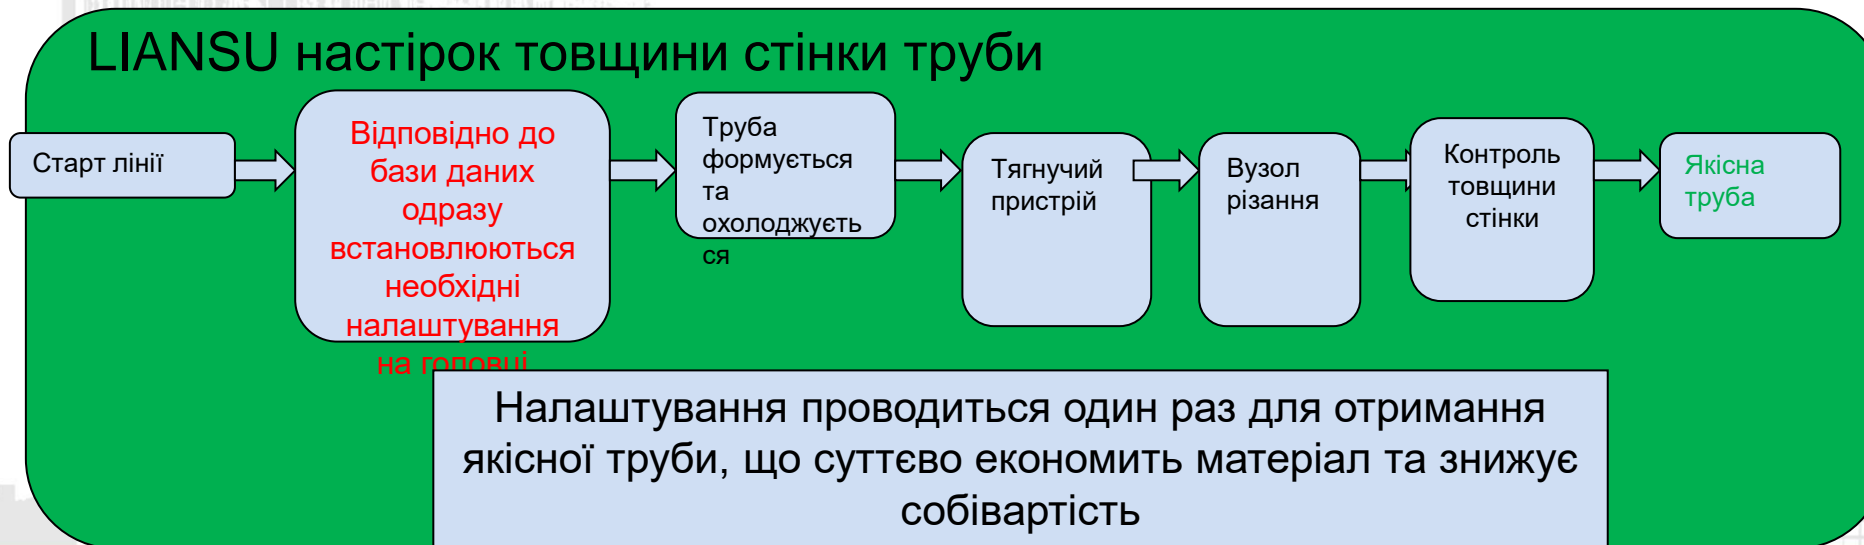 LIANSU настірок товщини стінки труби
Старт лінії
Відповідно до
бази даних
одразу
встановлюються
необхідні
налаштування
на головці
Труба
формується
та
охолоджуєть
ся
Тягнучий
пристрій
Вузол
різання
Контроль
товщини
стінки
Якісна
труба
Налаштування проводиться один раз для отримання
якісної труби, що суттєво економить матеріал та знижує
собівартість